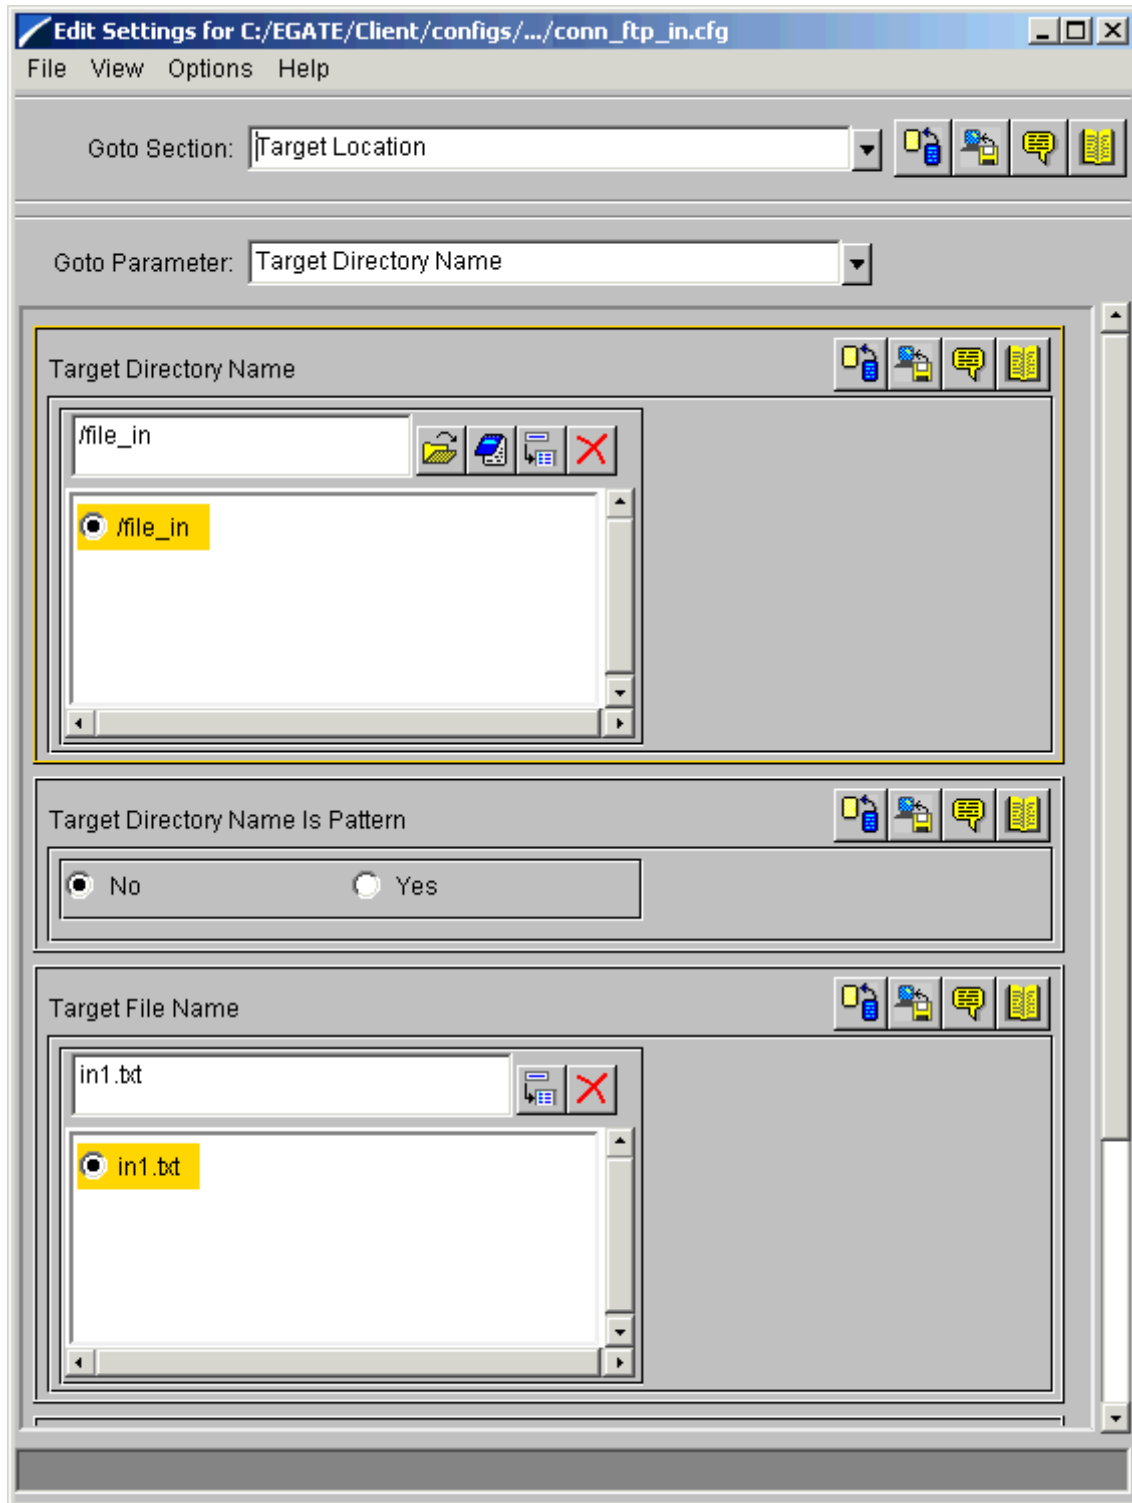 Edit Settings for C:/EGATE/Client/configs/.../conn_ftp_in.cfg
File View Options Help
Goto Section: Target Location
Goto Parameter: Target Directory Name
Target Directory Name
/file_in
/file_in
Target Directory Name Is Pattern
No Yes
Target File Name
in1.txt
in1.txt